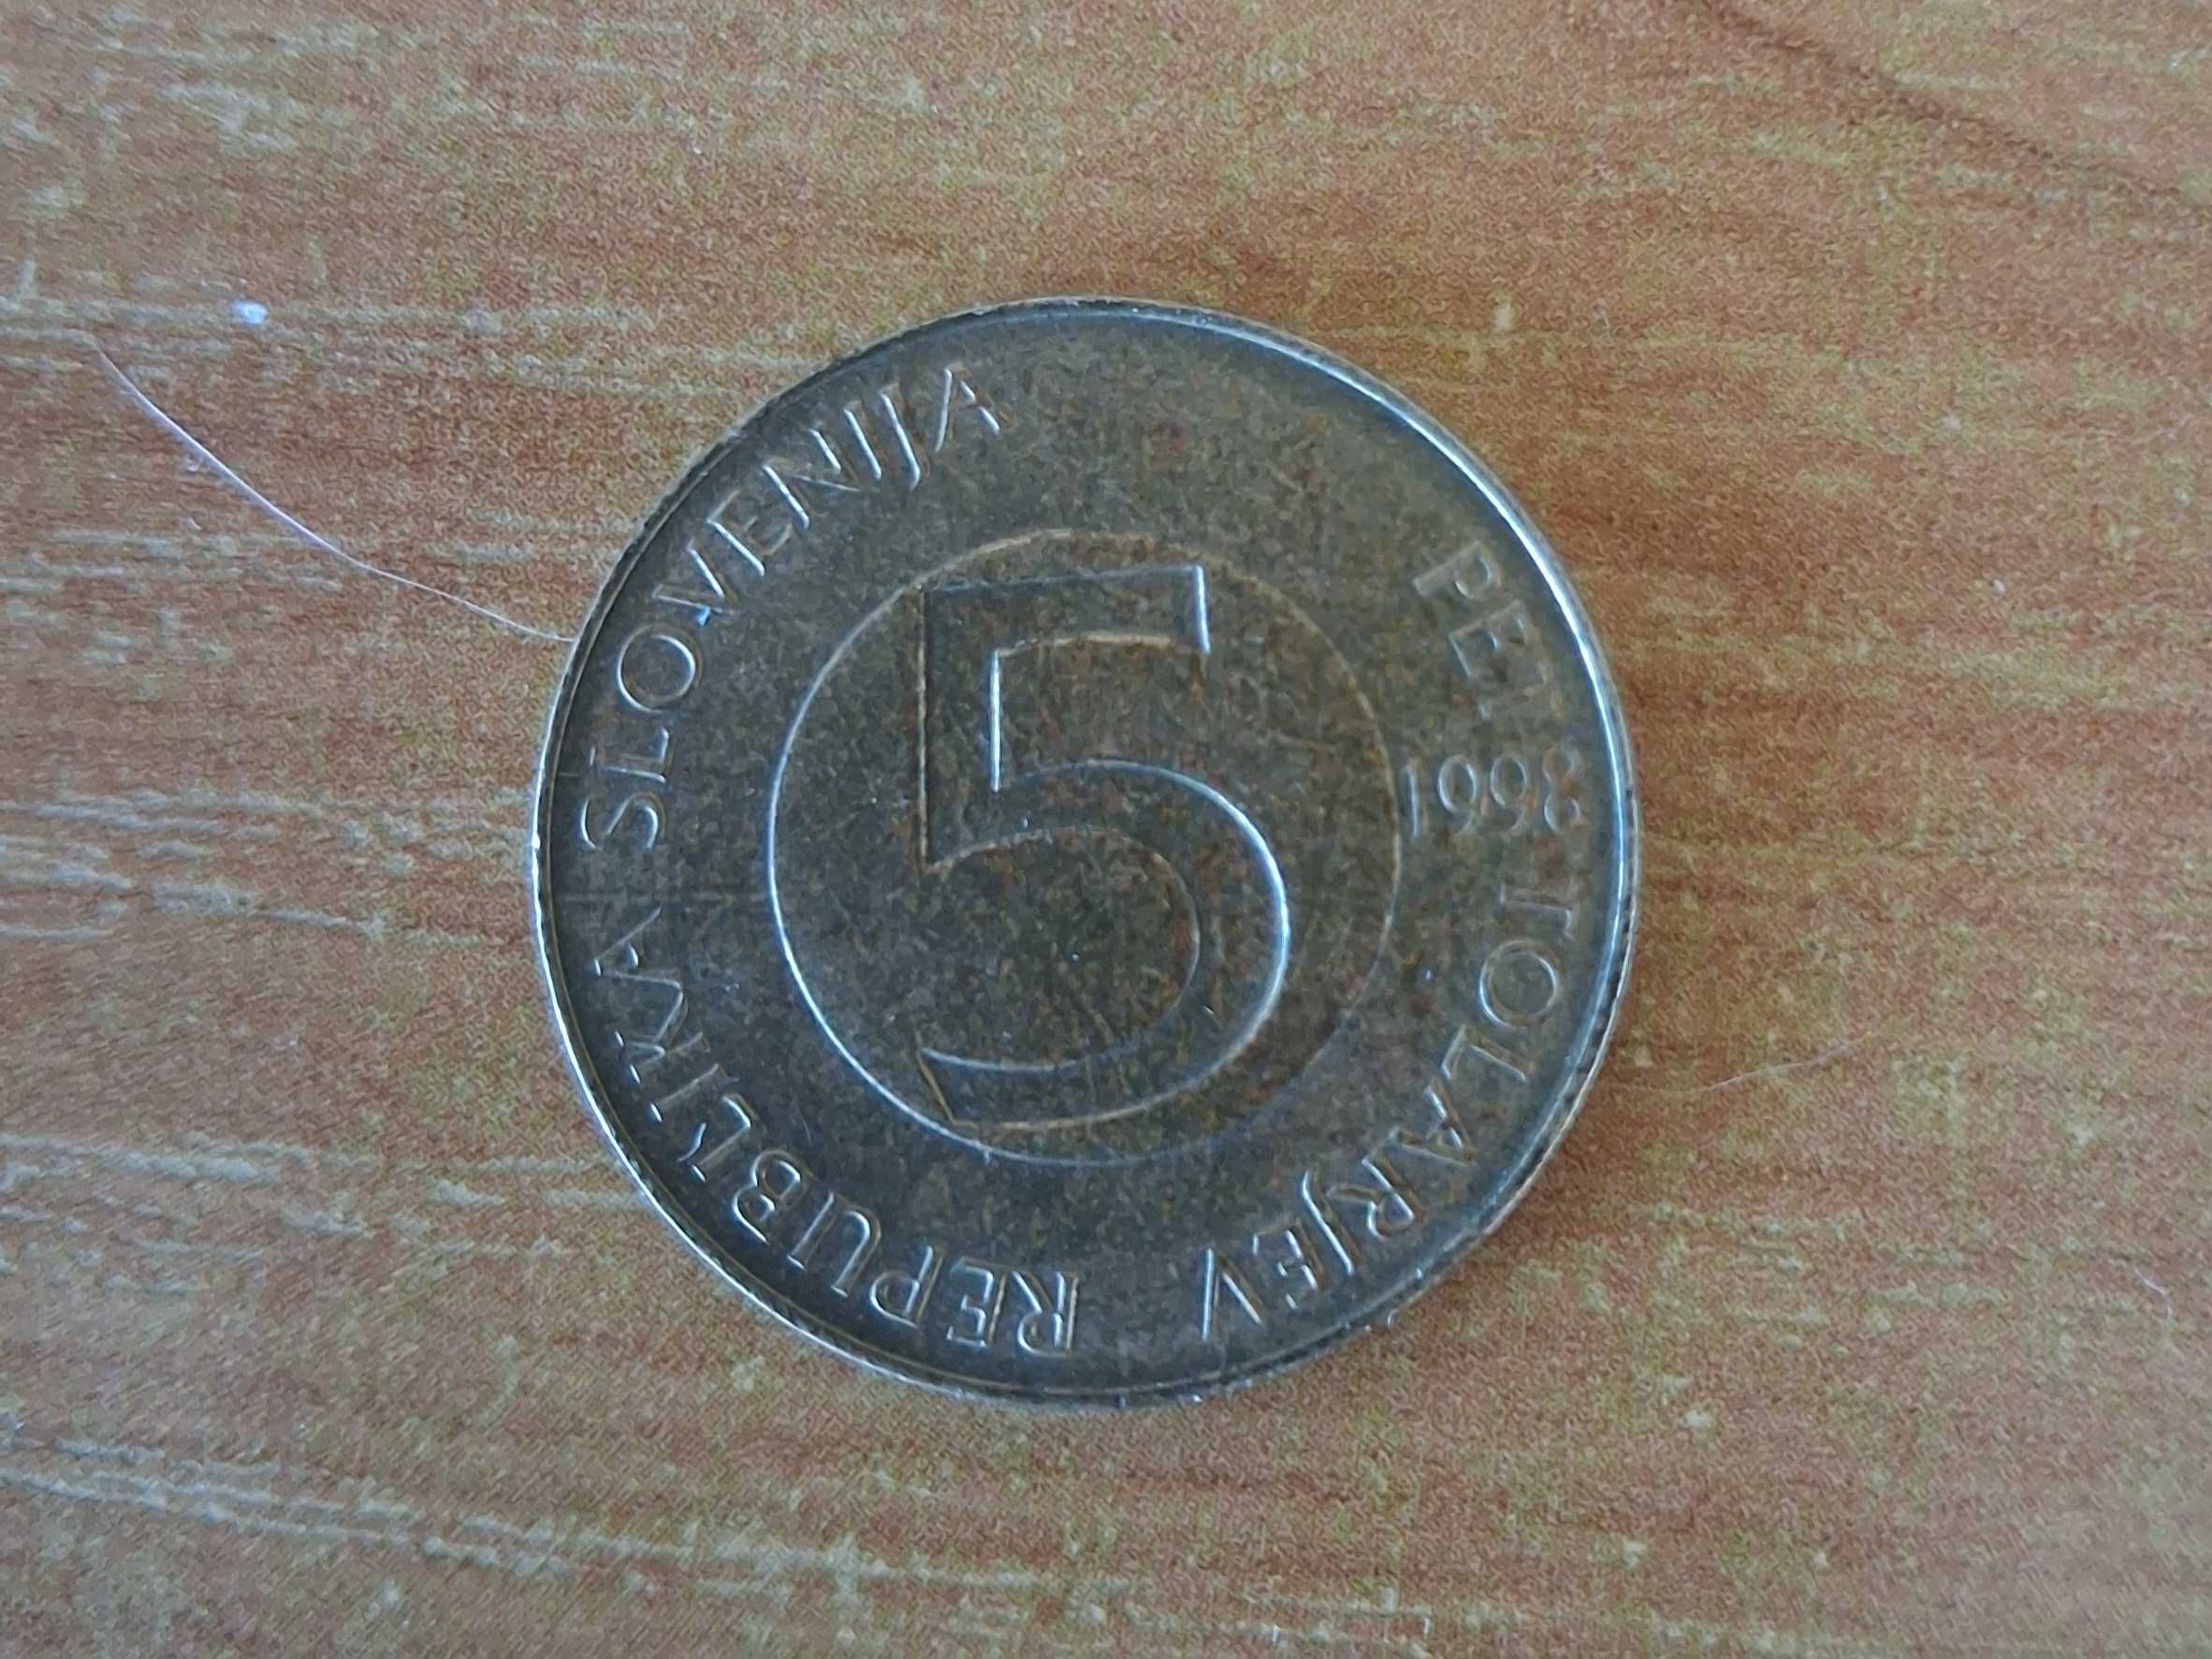 REPUBLIKA SLOVENIJA
5
PET TOLARJEV
1998